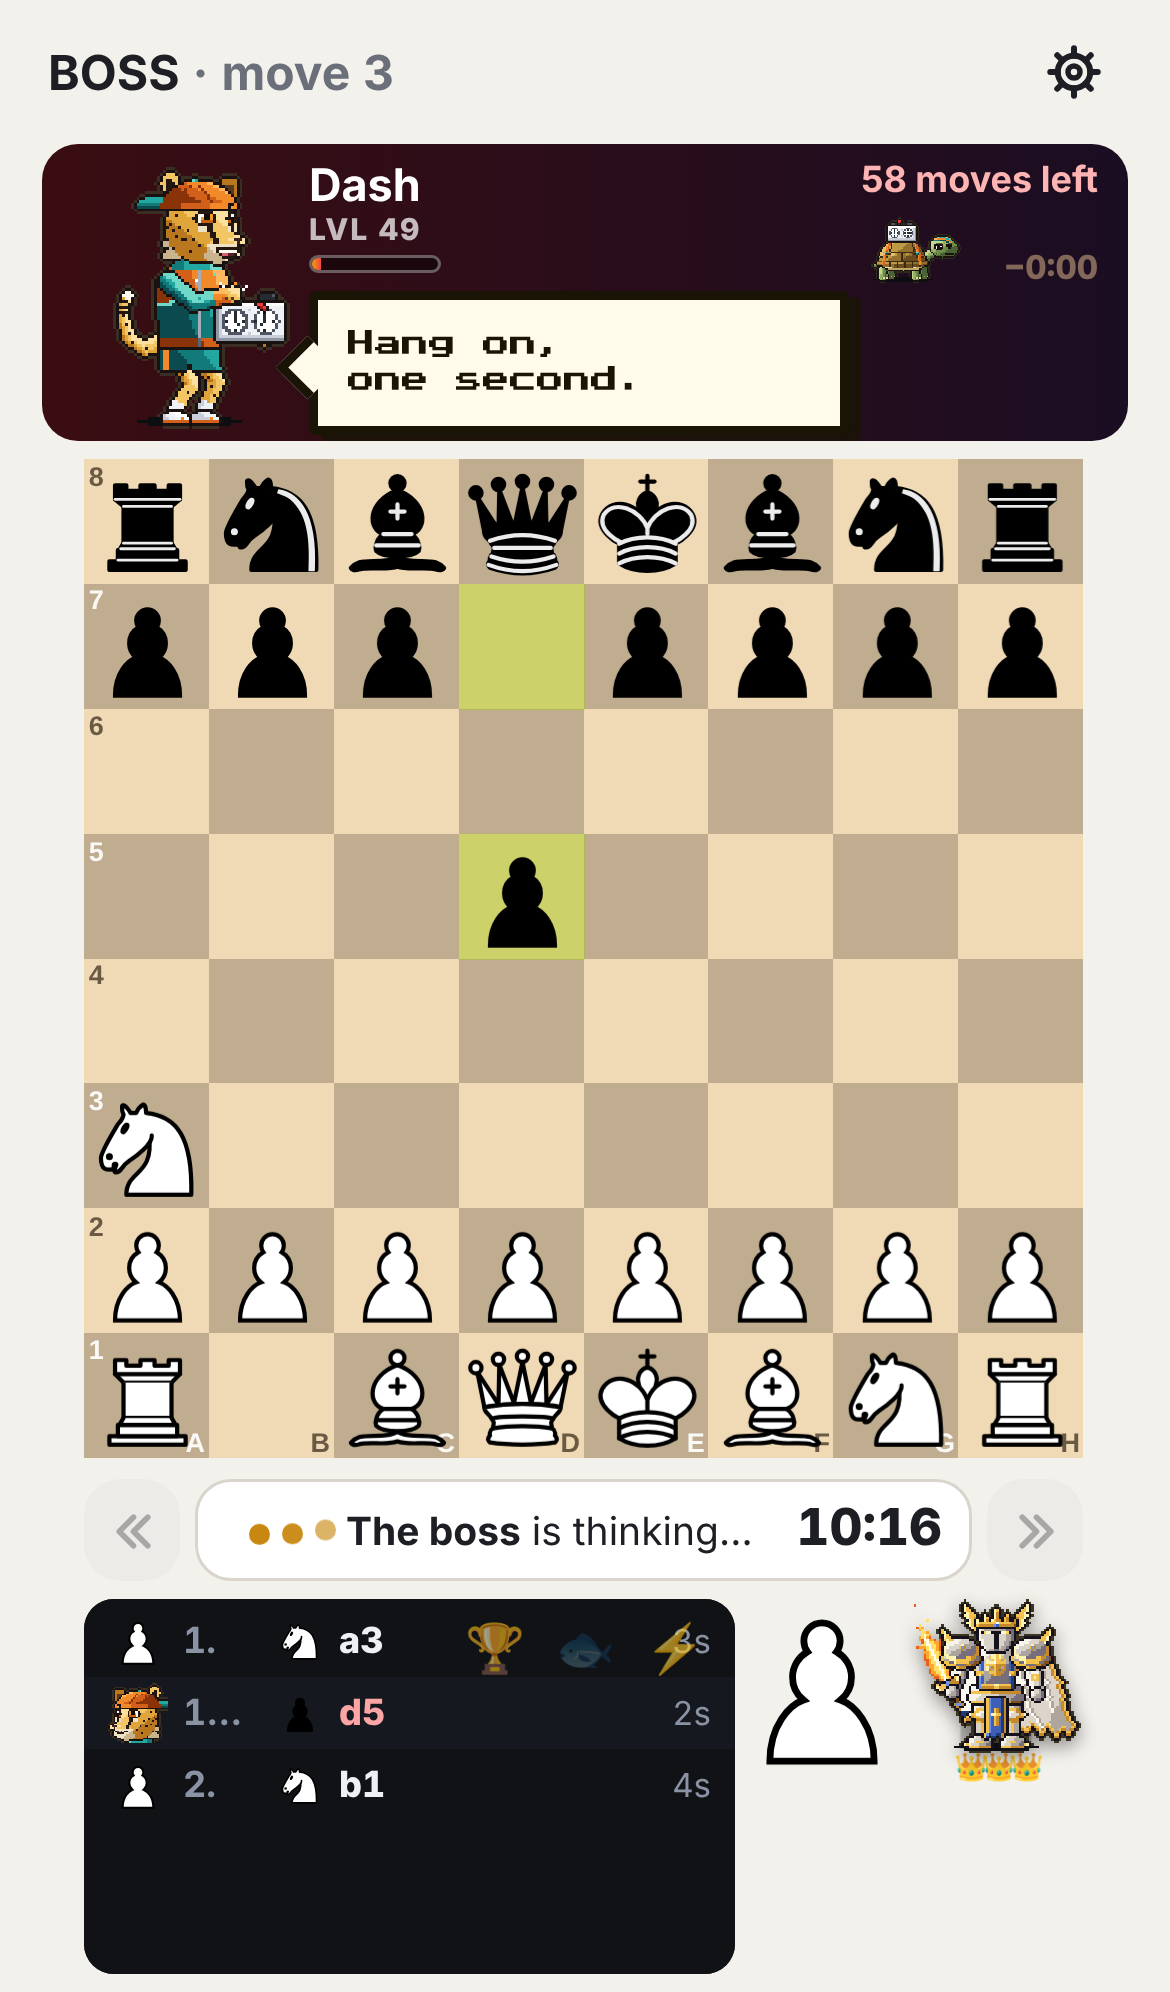 BOSS · move 3
Dash
LVL 49
58 moves left
−0:00
Hang on,
one second.
8
7
6
5
4
3
2
1
A B C D E F G H
The boss is thinking... 10:16
1. a3 3s
1... d5 2s
2. b1 4s